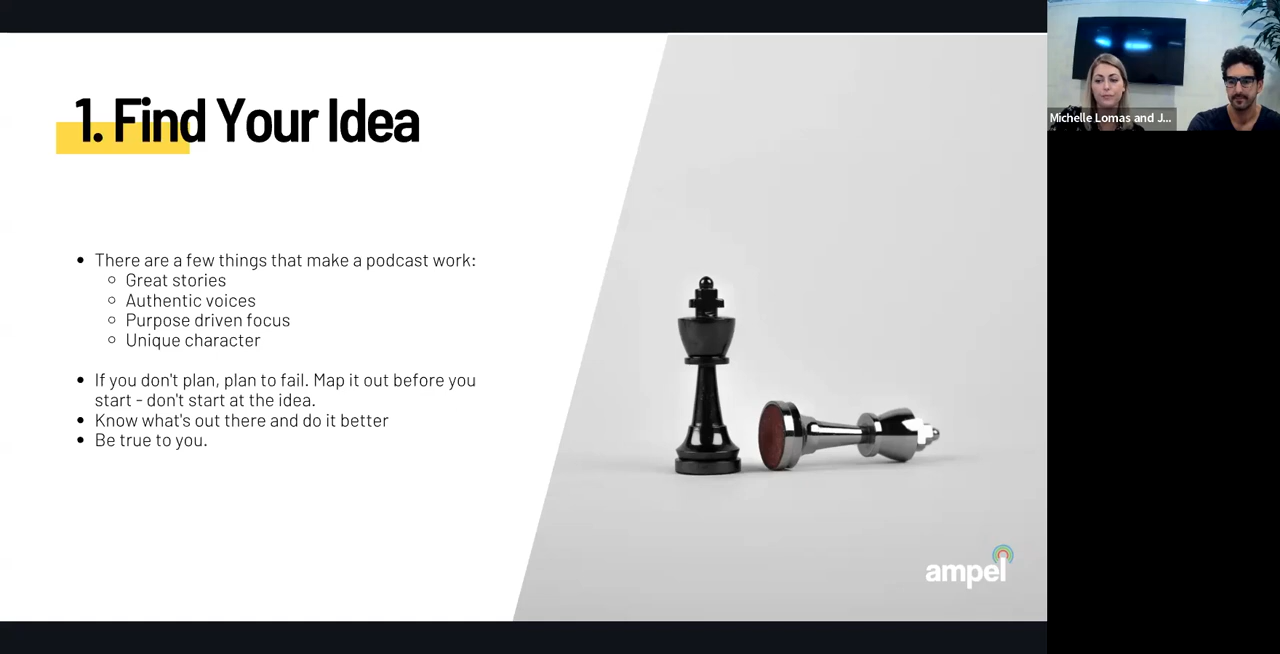 1. Find Your Idea
There are a few things that make a podcast work:
Great stories
Authentic voices
Purpose driven focus
Unique character
If you don't plan, plan to fail. Map it out before you
start - don't start at the idea.
Know what's out there and do it better
Be true to you.
ampel
Michelle Lomas and J...